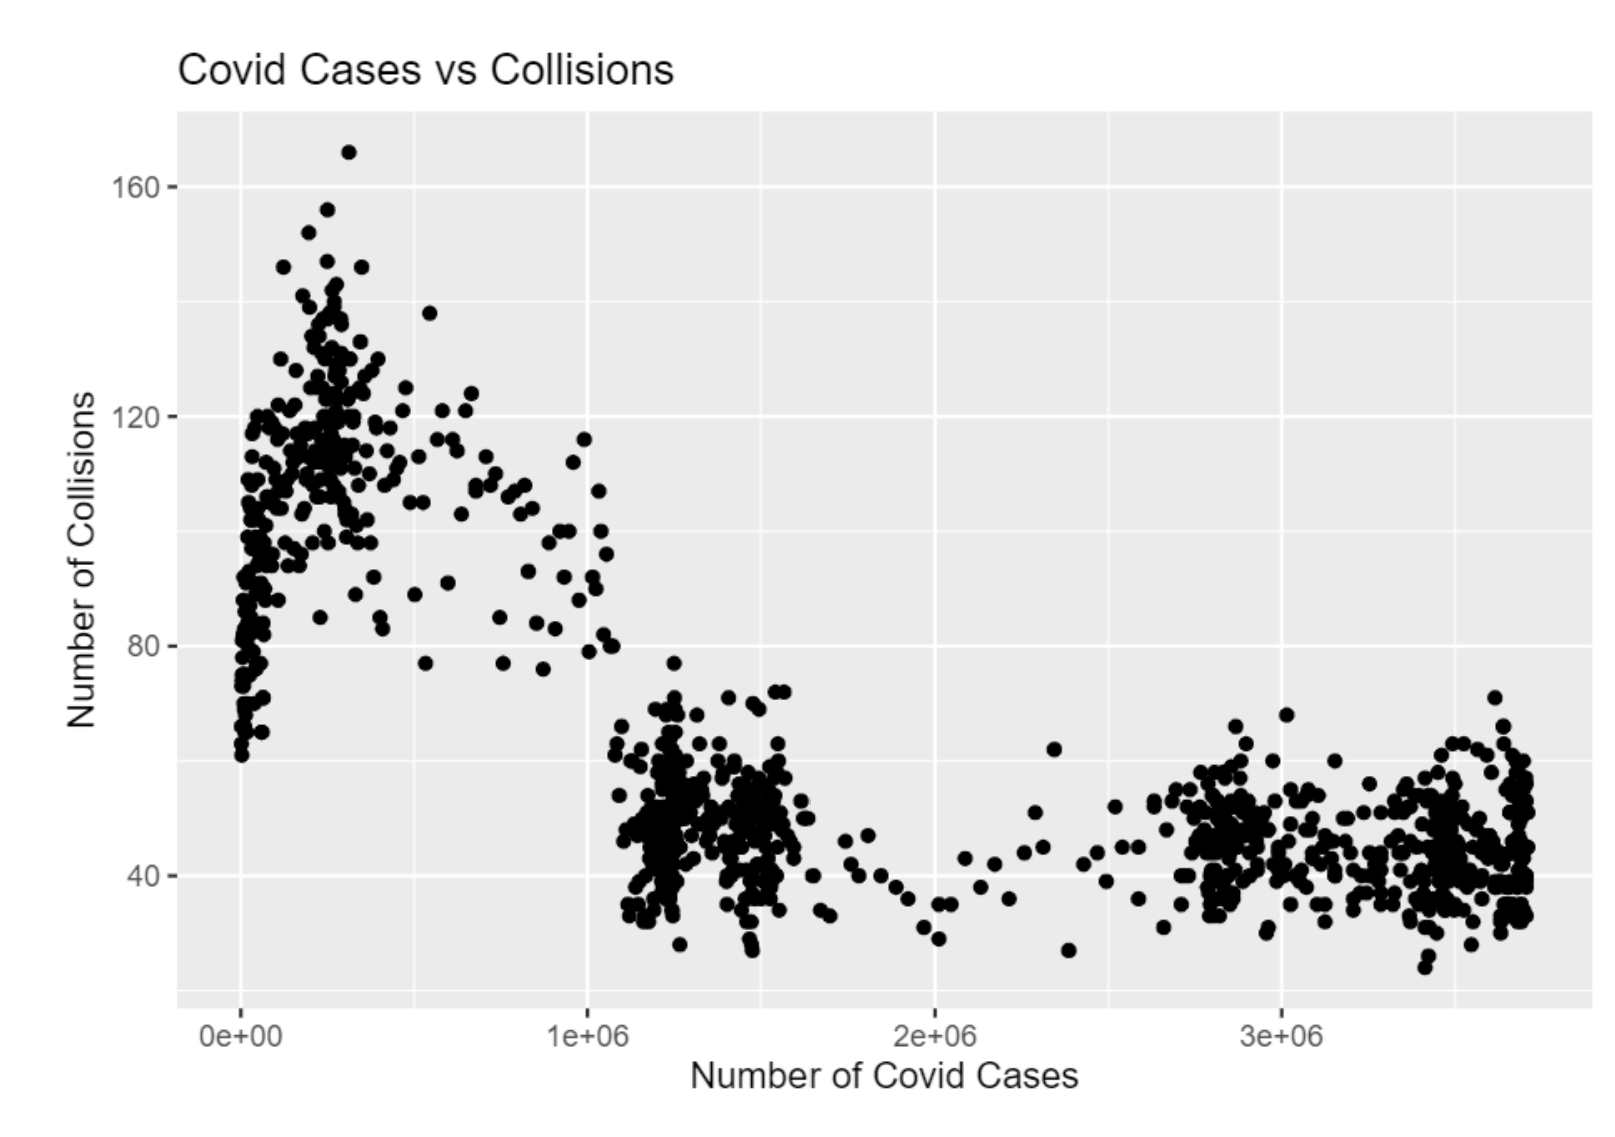 Covid Cases vs Collisions
Number of Collisions
160
120
80
40
0e+00 1e+06 2e+06 3e+06
Number of Covid Cases